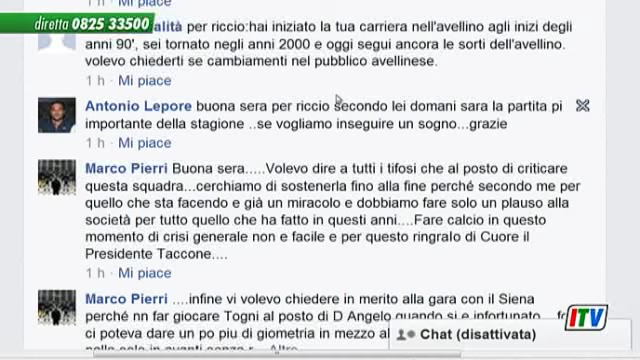 diretta 0825 33500
1 h · Mi piace
alità per riccio:hai iniziato la tua carriera nell'avellino agli inizi degli
anni 90', sei tornato negli anni 2000 e oggi segui ancora le sorti dell'avellino.
volevo chiederti se cambiamenti nel pubblico avellinese.
1 h · Mi piace
Antonio Lepore buona sera per riccio secondo lei domani sara la partita pi
importante della stagione ..se vogliamo inseguire un sogno...grazie
1 h · Mi piace
Marco Pierri Buona sera.....Volevo dire a tutti i tifosi che al posto di criticare
questa squadra...cerchiamo di sostenerla fino alla fine perché secondo me per
quello che sta facendo e già un miracolo e dobbiamo fare solo un plauso alla
società per tutto quello che ha fatto in questi anni....Fare calcio in questo
momento di crisi generale non e facile e per questo ringralo di Cuore il
Presidente Taccone....
1 h · Mi piace
Marco Pierri ....infine vi volevo chiedere in merito alla gara con il Siena
perché nn far giocare Togni al posto di D Angelo quando si e infortunato
ci poteva dare un po piu di giometria in mezzo al
Chat (disattivata)
ITV